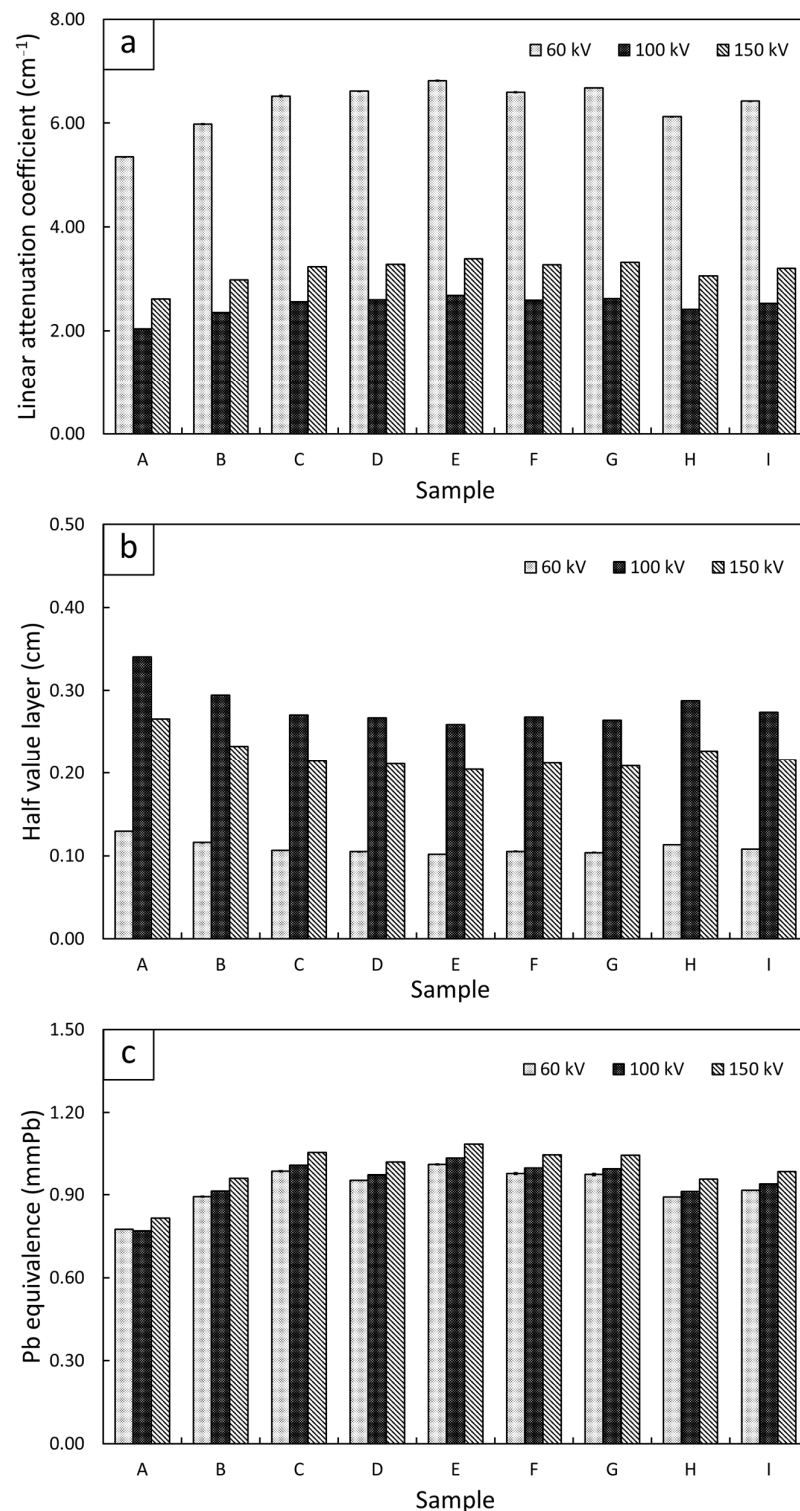 a
60 kV 100 kV 150 kV
Linear attenuation coefficient (cm⁻¹)
8.00
6.00
4.00
2.00
0.00
A B C D E F G H I
Sample
b
60 kV 100 kV 150 kV
Half value layer (cm)
0.50
0.40
0.30
0.20
0.10
0.00
A B C D E F G H I
Sample
c
60 kV 100 kV 150 kV
Pb equivalence (mmPb)
1.50
1.20
0.90
0.60
0.30
0.00
A B C D E F G H I
Sample